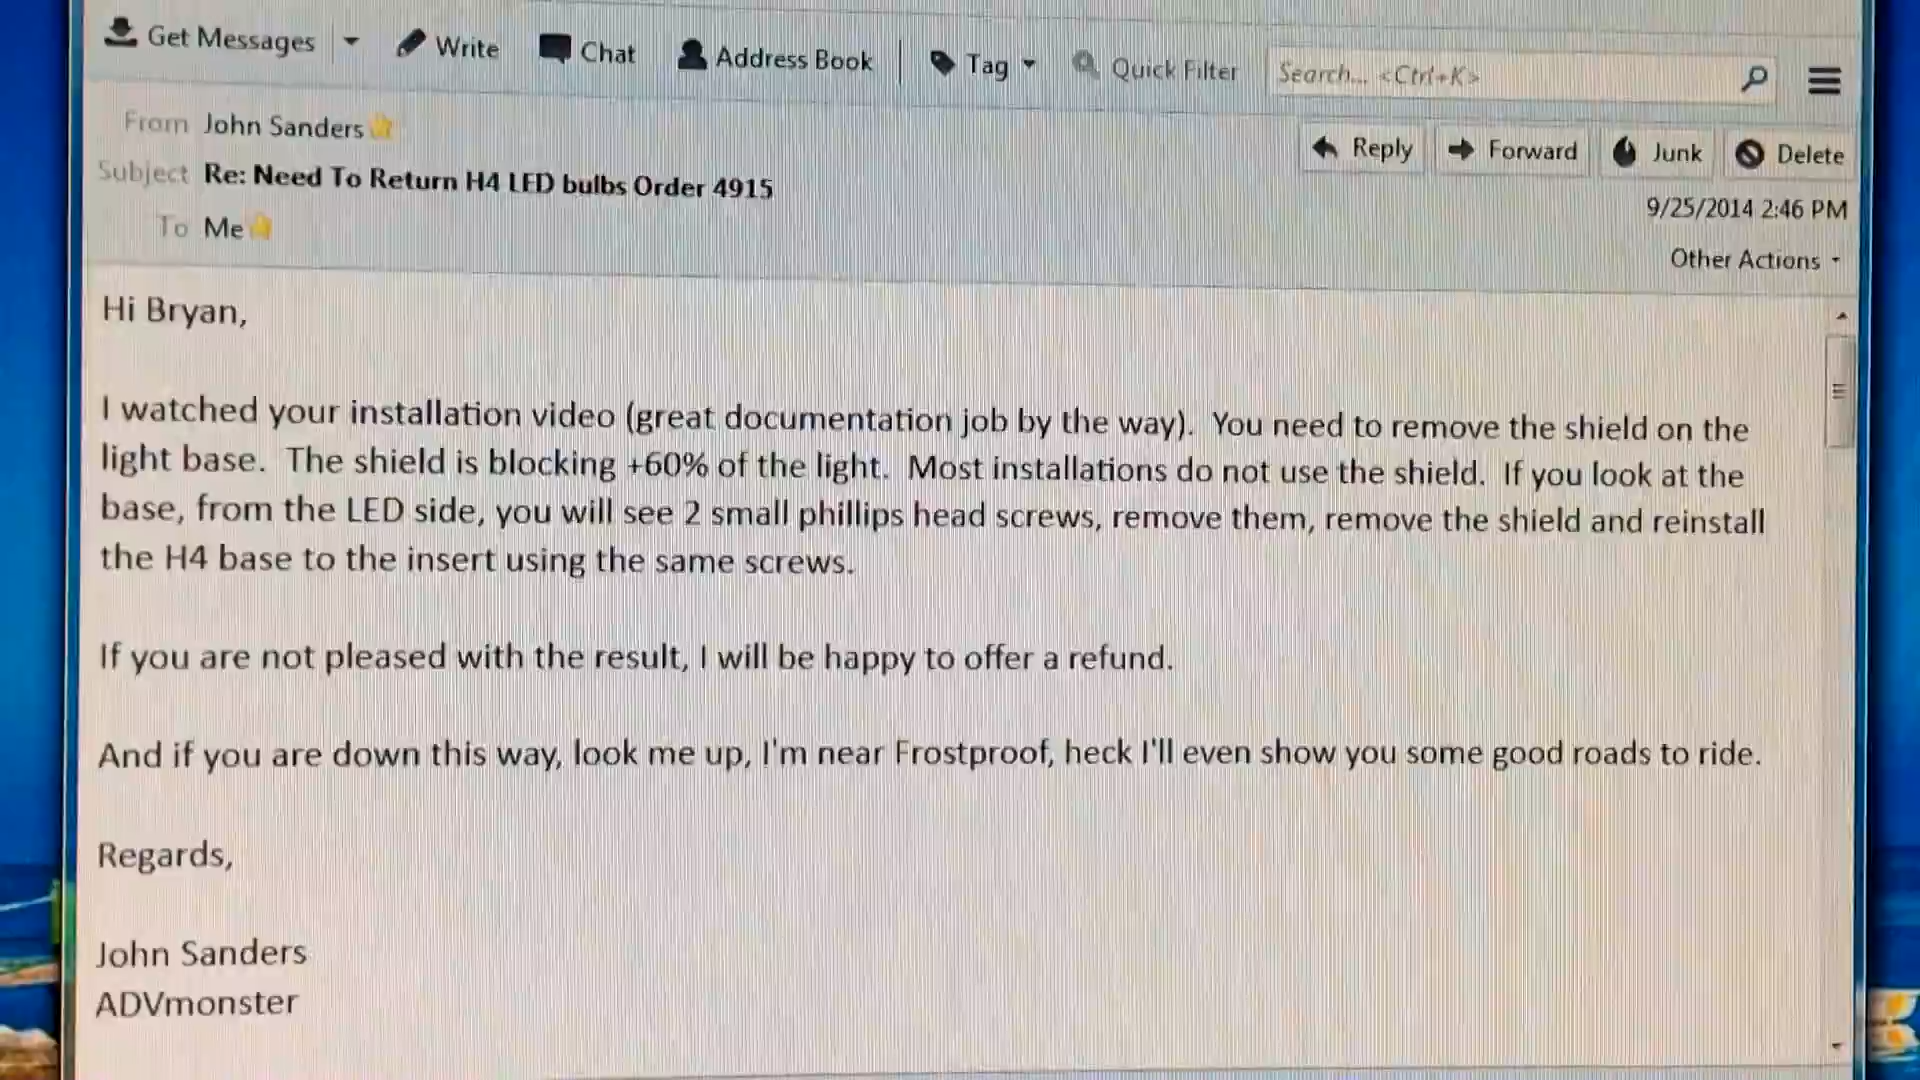 Get Messages Write Chat Address Book Tag Quick Filter Search... <Ctrl+K>
From John Sanders
Reply Forward Junk Delete
Subject Re: Need To Return H4 LED bulbs Order 4915
9/25/2014 2:46 PM
To Me
Other Actions
Hi Bryan,
I watched your installation video (great documentation job by the way). You need to remove the shield on the
light base. The shield is blocking +60% of the light. Most installations do not use the shield. If you look at the
base, from the LED side, you will see 2 small phillips head screws, remove them, remove the shield and reinstall
the H4 base to the insert using the same screws.
If you are not pleased with the result, I will be happy to offer a refund.
And if you are down this way, look me up, I'm near Frostproof, heck I'll even show you some good roads to ride.
Regards,
John Sanders
ADVmonster